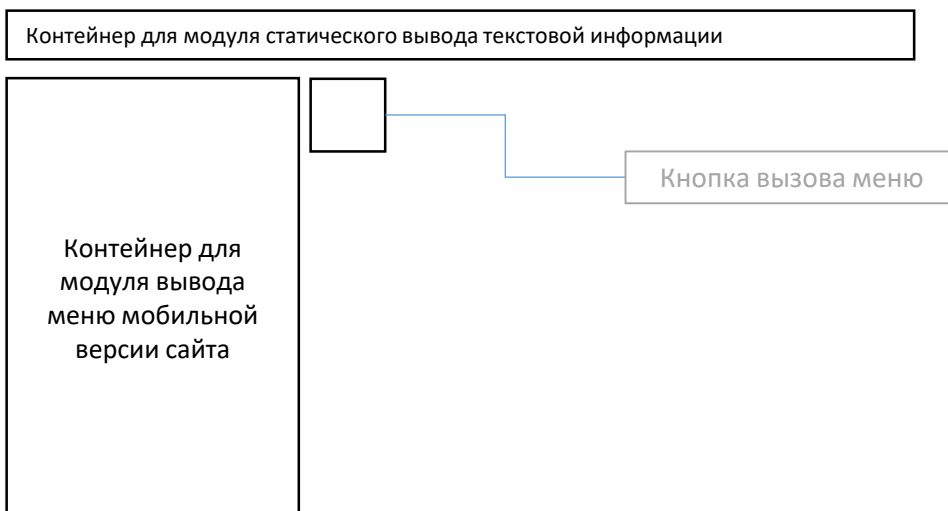 Контейнер для модуля статического вывода текстовой информации
Кнопка вызова меню
Контейнер для
модуля вывода
меню мобильной
версии сайта